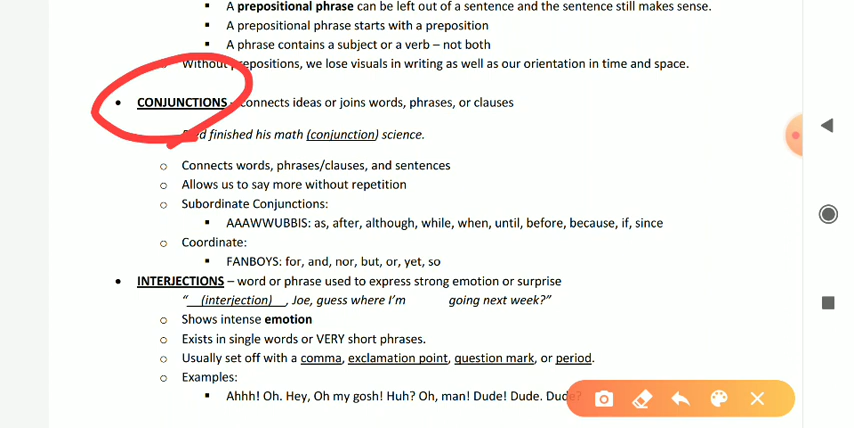 ▪ A prepositional phrase can be left out of a sentence and the sentence still makes sense.
▪ A prepositional phrase starts with a preposition
▪ A phrase contains a subject or a verb – not both
o Without prepositions, we lose visuals in writing as well as our orientation in time and space.
• CONJUNCTIONS – connects ideas or joins words, phrases, or clauses
finished his math (conjunction) science.
o Connects words, phrases/clauses, and sentences
o Allows us to say more without repetition
o Subordinate Conjunctions:
▪ AAAWWUBBIS: as, after, although, while, when, until, before, because, if, since
o Coordinate:
▪ FANBOYS: for, and, nor, but, or, yet, so
• INTERJECTIONS – word or phrase used to express strong emotion or surprise
“__(interjection)__, Joe, guess where I’m going next week?”
o Shows intense emotion
o Exists in single words or VERY short phrases.
o Usually set off with a comma, exclamation point, question mark, or period.
o Examples:
▪ Ahhh! Oh. Hey, Oh my gosh! Huh? Oh, man! Dude! Dude. Dude?